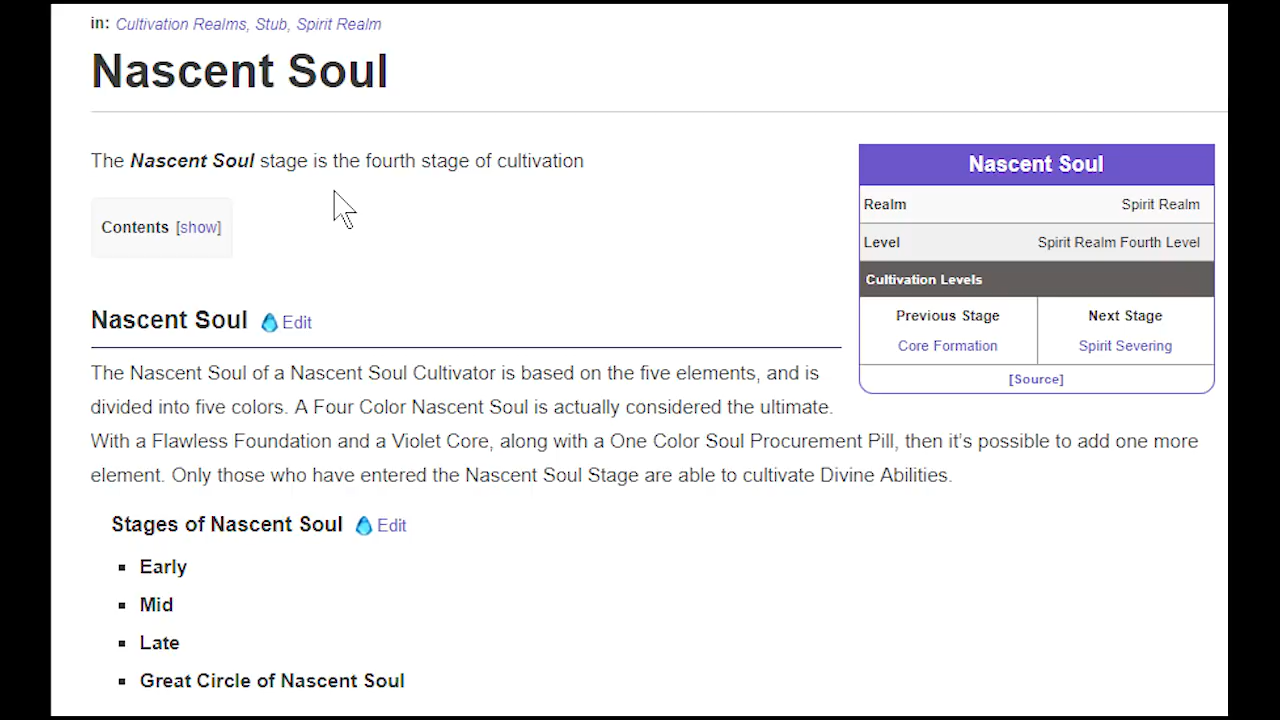 in: Cultivation Realms, Stub, Spirit Realm
Nascent Soul
The Nascent Soul stage is the fourth stage of cultivation
Contents [show]
Nascent Soul
Realm Spirit Realm
Level Spirit Realm Fourth Level
Cultivation Levels
Previous Stage Next Stage
Core Formation Spirit Severing
[Source]
Nascent Soul Edit
The Nascent Soul of a Nascent Soul Cultivator is based on the five elements, and is
divided into five colors. A Four Color Nascent Soul is actually considered the ultimate.
With a Flawless Foundation and a Violet Core, along with a One Color Soul Procurement Pill, then it’s possible to add one more
element. Only those who have entered the Nascent Soul Stage are able to cultivate Divine Abilities.
Stages of Nascent Soul Edit
▪ Early
▪ Mid
▪ Late
▪ Great Circle of Nascent Soul